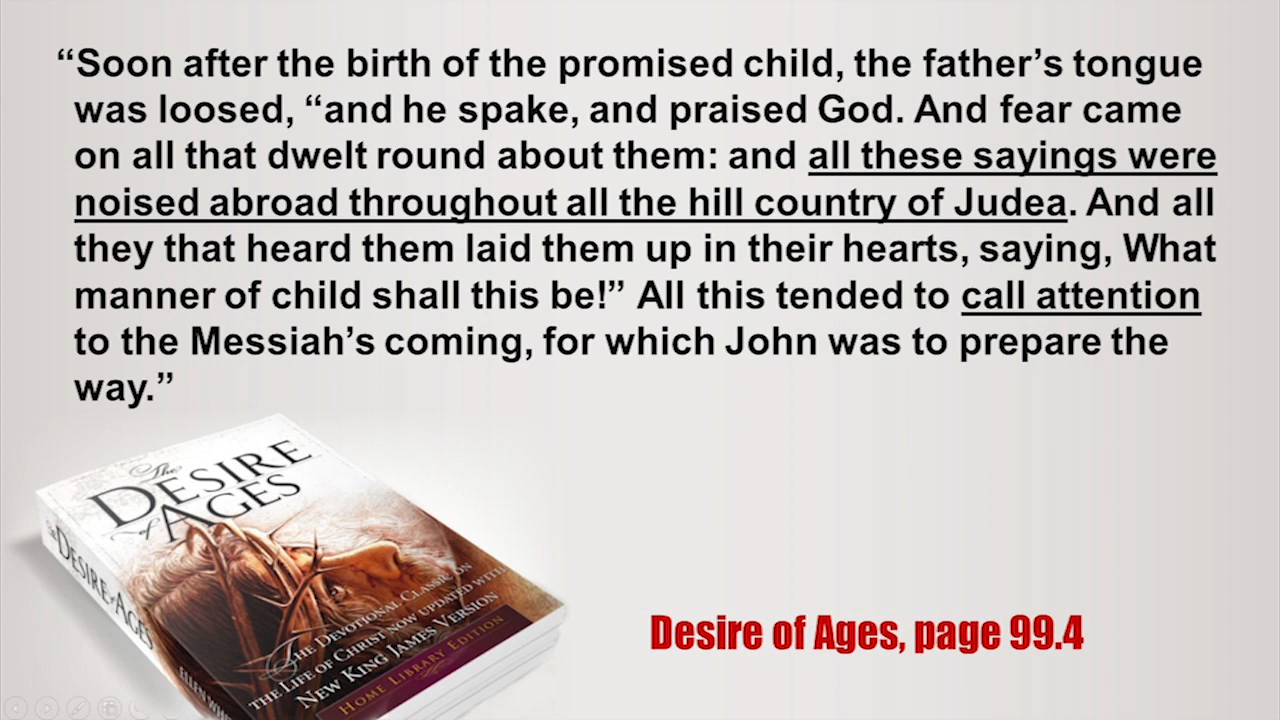 “Soon after the birth of the promised child, the father’s tongue
was loosed, “and he spake, and praised God. And fear came
on all that dwelt round about them: and all these sayings were
noised abroad throughout all the hill country of Judea. And all
they that heard them laid them up in their hearts, saying, What
manner of child shall this be!” All this tended to call attention
to the Messiah’s coming, for which John was to prepare the
way.”
The
DESIRE
of AGES
THE DEVOTIONAL CLASSIC ON
THE LIFE OF CHRIST NOW UPDATED WITH
NEW KING JAMES VERSION
HOME LIBRARY EDITION
The DESIRE of AGES
ELLEN
Desire of Ages, page 99.4